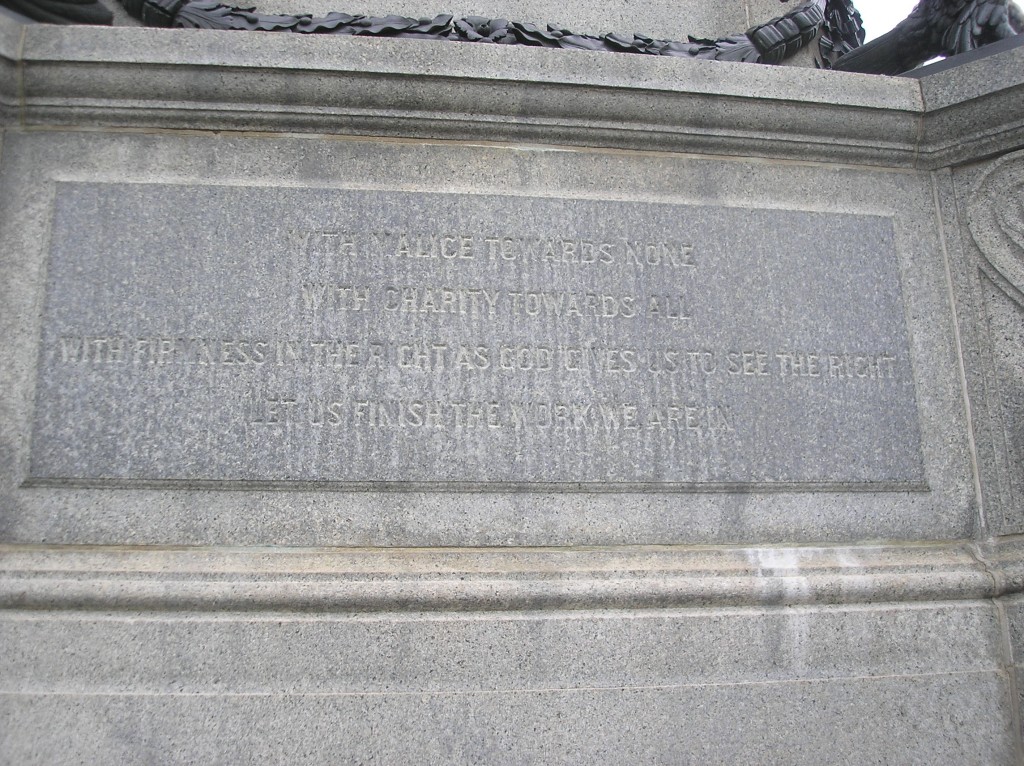 WITH MALICE TOWARDS NONE
WITH CHARITY TOWARDS ALL
WITH FIRMNESS IN THE RIGHT AS GOD GIVES US TO SEE THE RIGHT
LET US FINISH THE WORK WE ARE IN